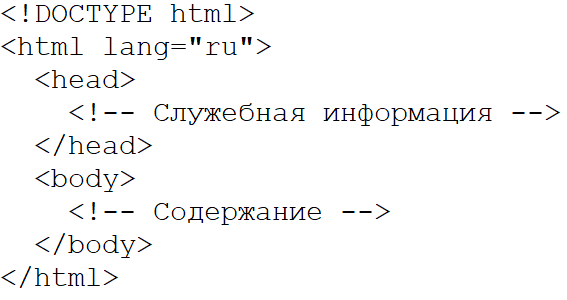 <!DOCTYPE html>
<html lang="ru">
  <head>
    <!-- Служебная информация -->
  </head>
  <body>
    <!-- Содержание -->
  </body>
</html>